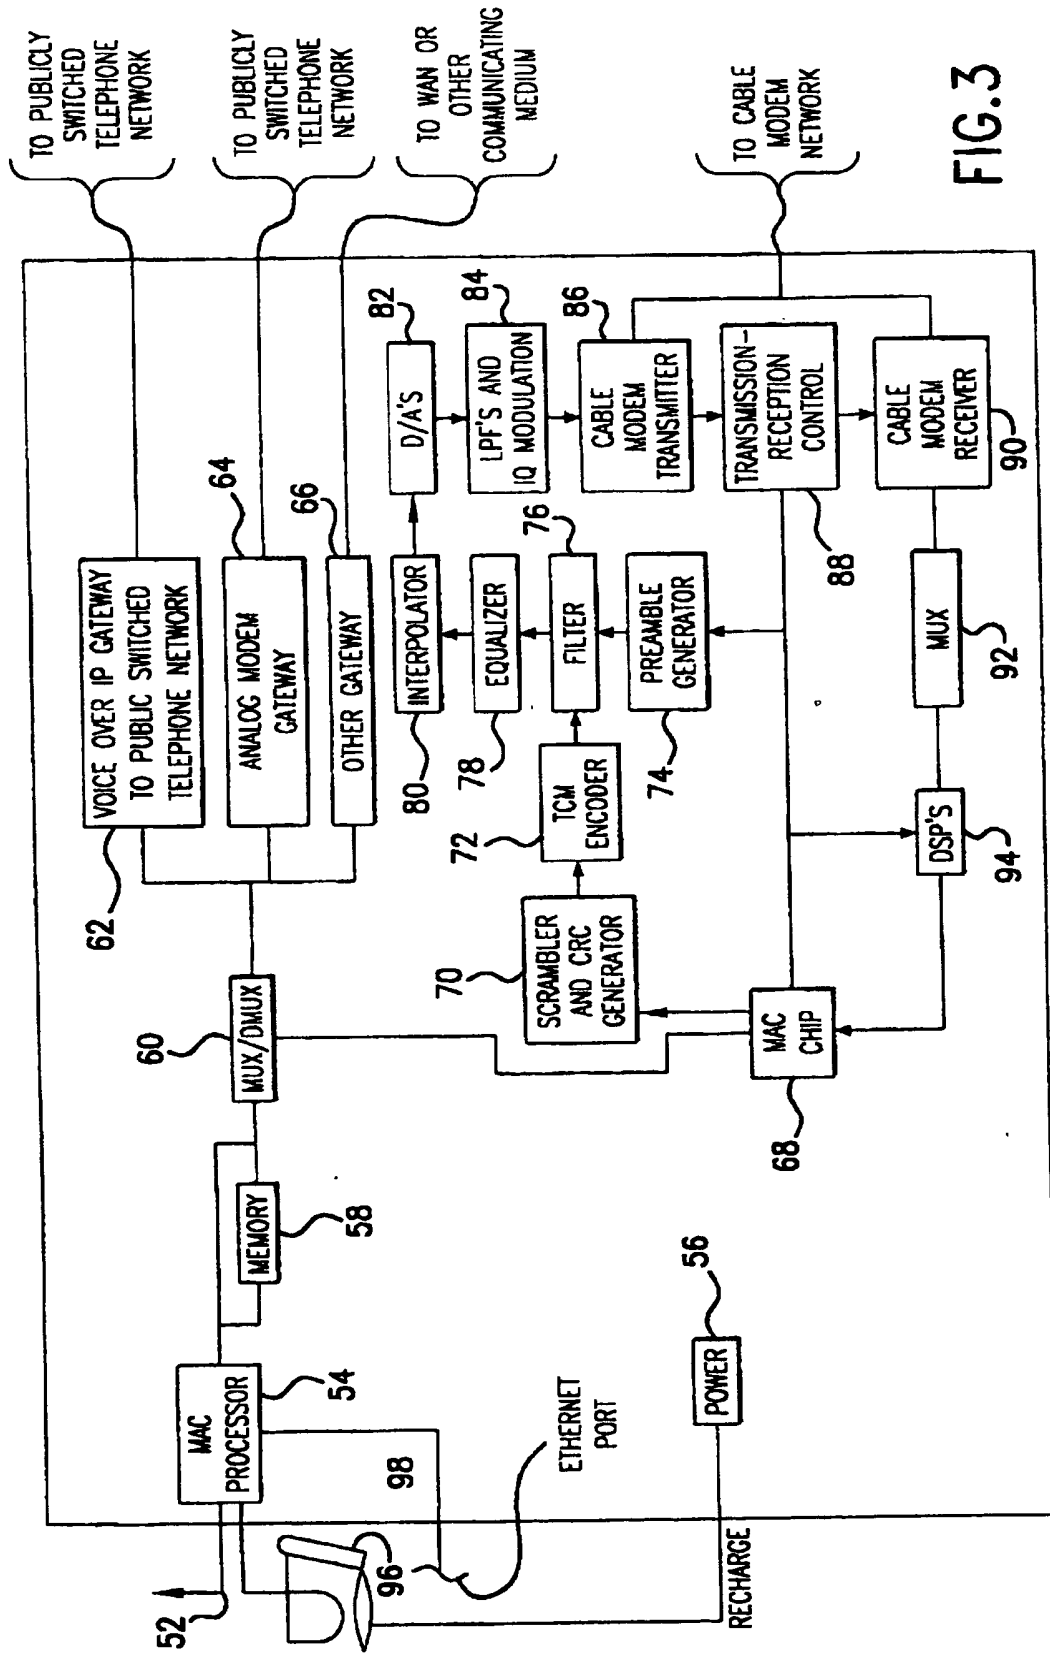 TO PUBLICLY
SWITCHED
TELEPHONE
NETWORK
TO PUBLICLY
SWITCHED
TELEPHONE
NETWORK
TO WAN OR
OTHER
COMMUNICATING
MEDIUM
TO CABLE
MODEM
NETWORK
FIG.3
62
VOICE OVER IP GATEWAY
TO PUBLIC SWITCHED
TELEPHONE NETWORK
64
ANALOG MODEM
GATEWAY
66
OTHER GATEWAY
60
MUX/DMUX
58
MEMORY
54
MAC
PROCESSOR
52
96
98
ETHERNET
PORT
56
POWER
RECHARGE
68
MAC
CHIP
70
SCRAMBLER
AND CRC
GENERATOR
72
TCM
ENCODER
74
PREAMBLE
GENERATOR
76
FILTER
78
EQUALIZER
80
INTERPOLATOR
82
D/A'S
84
LPF'S AND
IQ MODULATION
86
CABLE
MODEM
TRANSMITTER
88
TRANSMISSION-
RECEPTION
CONTROL
90
CABLE
MODEM
RECEIVER
92
MUX
94
DSP'S